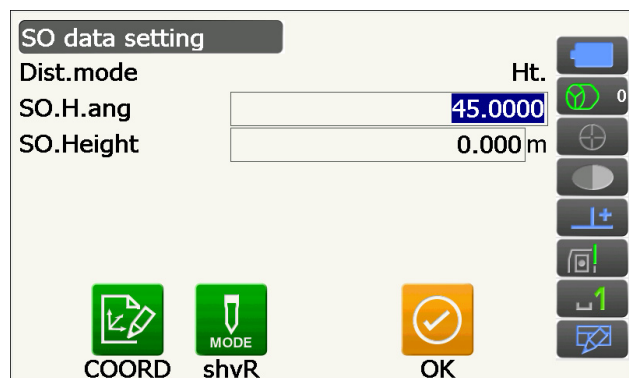 SO data setting
Dist.mode Ht.
SO.H.ang 45.0000
SO.Height 0.000 m
0
1
MODE
COORD shvR OK